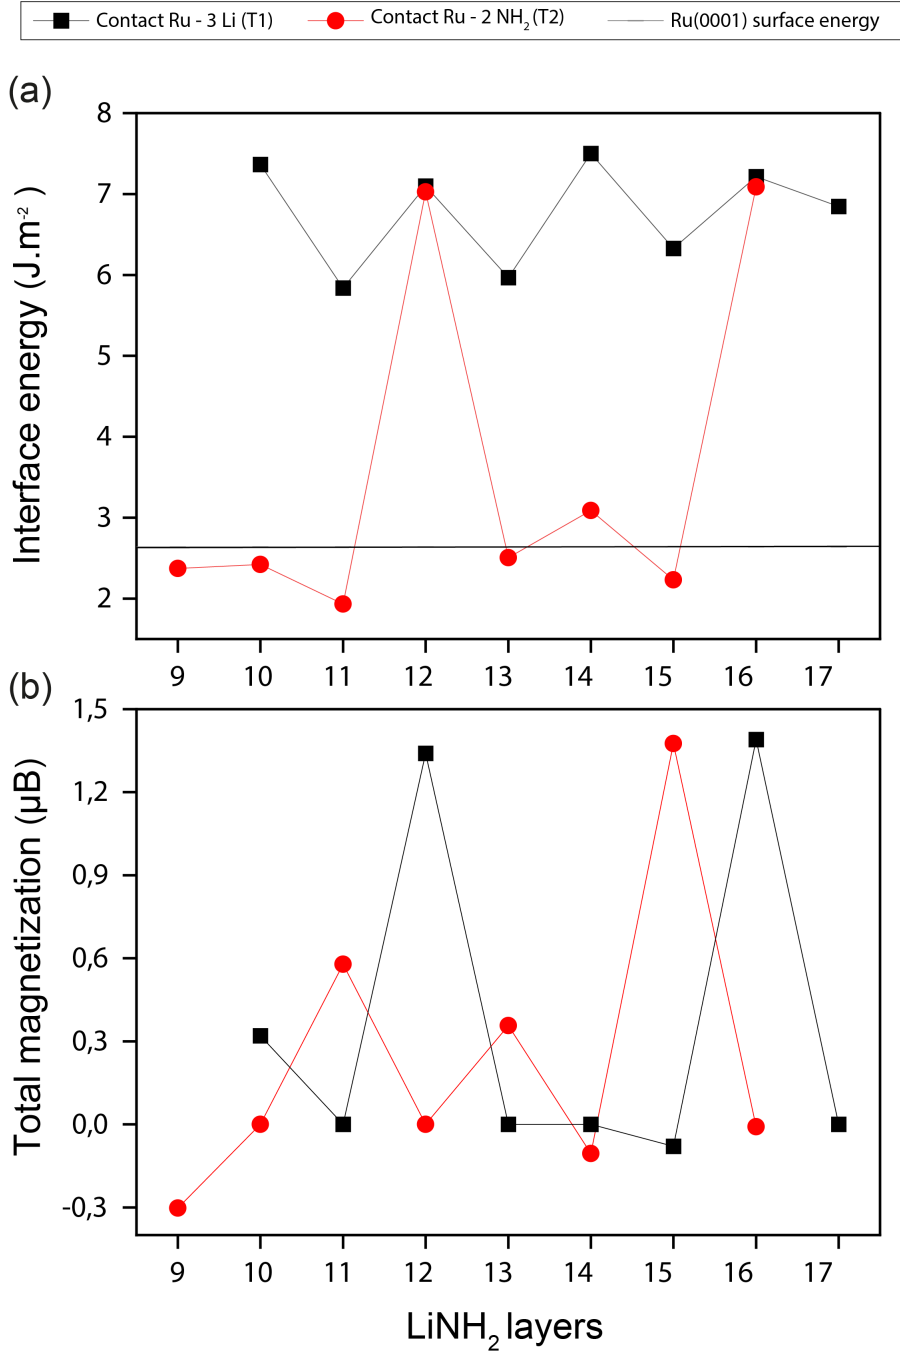 Contact Ru - 3 Li (T1) Contact Ru - 2 NH2 (T2) Ru(0001) surface energy
(a)
Interface energy (J.m-2)
8
7
6
5
4
3
2
9 10 11 12 13 14 15 16 17
(b)
Total magnetization (μB)
1,5
1,2
0,9
0,6
0,3
0,0
-0,3
9 10 11 12 13 14 15 16 17
LiNH2 layers